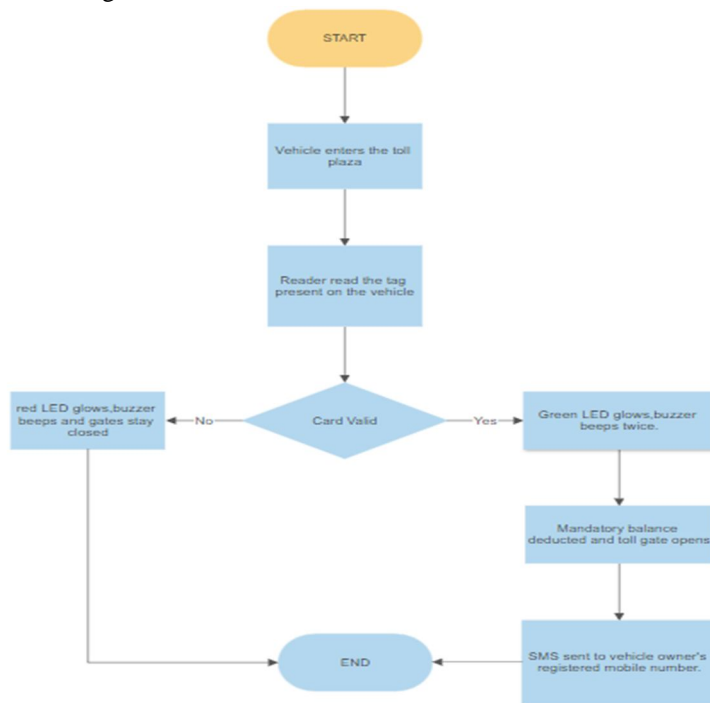 START
Vehicle enters the toll
plaza
Reader read the tag
present on the vehicle
Card Valid
No
red LED glows,buzzer
beeps and gates stay
closed
Yes
Green LED glows,buzzer
beeps twice.
Mandatory balance
deducted and toll gate opens
SMS sent to vehicle owner's
registered mobile number.
END